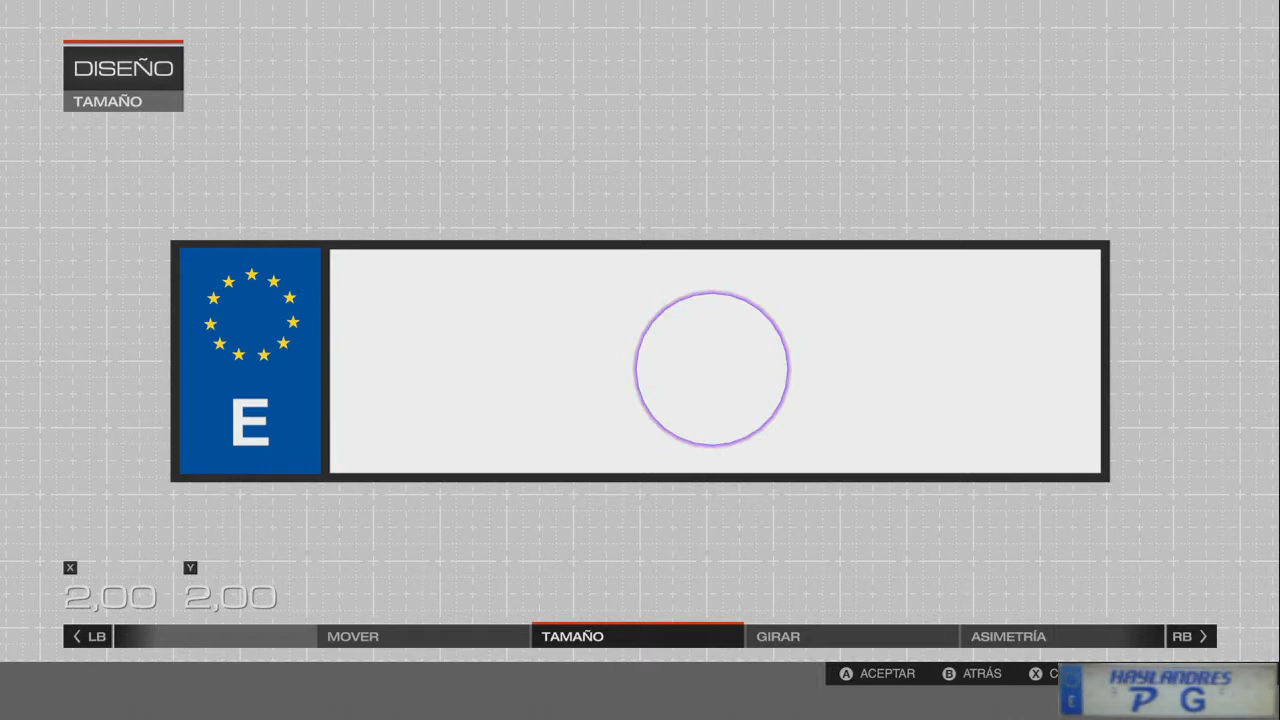 DISEÑO
TAMAÑO
E
X Y
2,00 2,00
LB MOVER TAMAÑO GIRAR ASIMETRÍA RB
A ACEPTAR B ATRÁS X C
HAYLANDRES
E P G